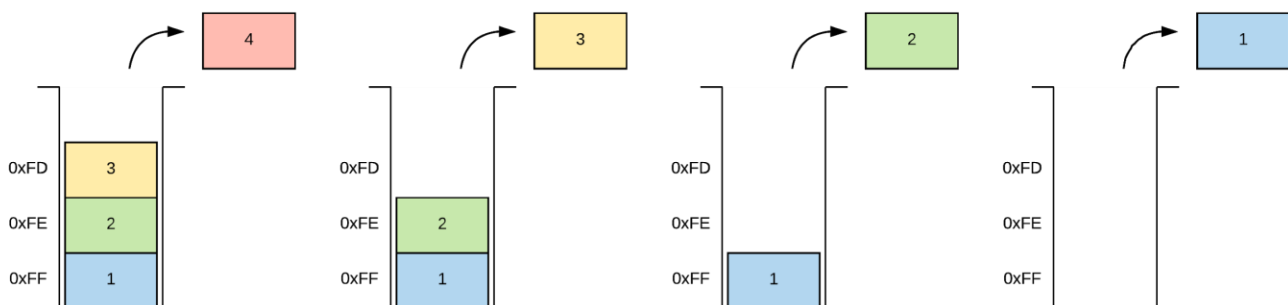 4 3 2 1
0xFD 3 0xFD 0xFD 0xFD
0xFE 2 0xFE 2 0xFE 0xFE
0xFF 1 0xFF 1 0xFF 1 0xFF